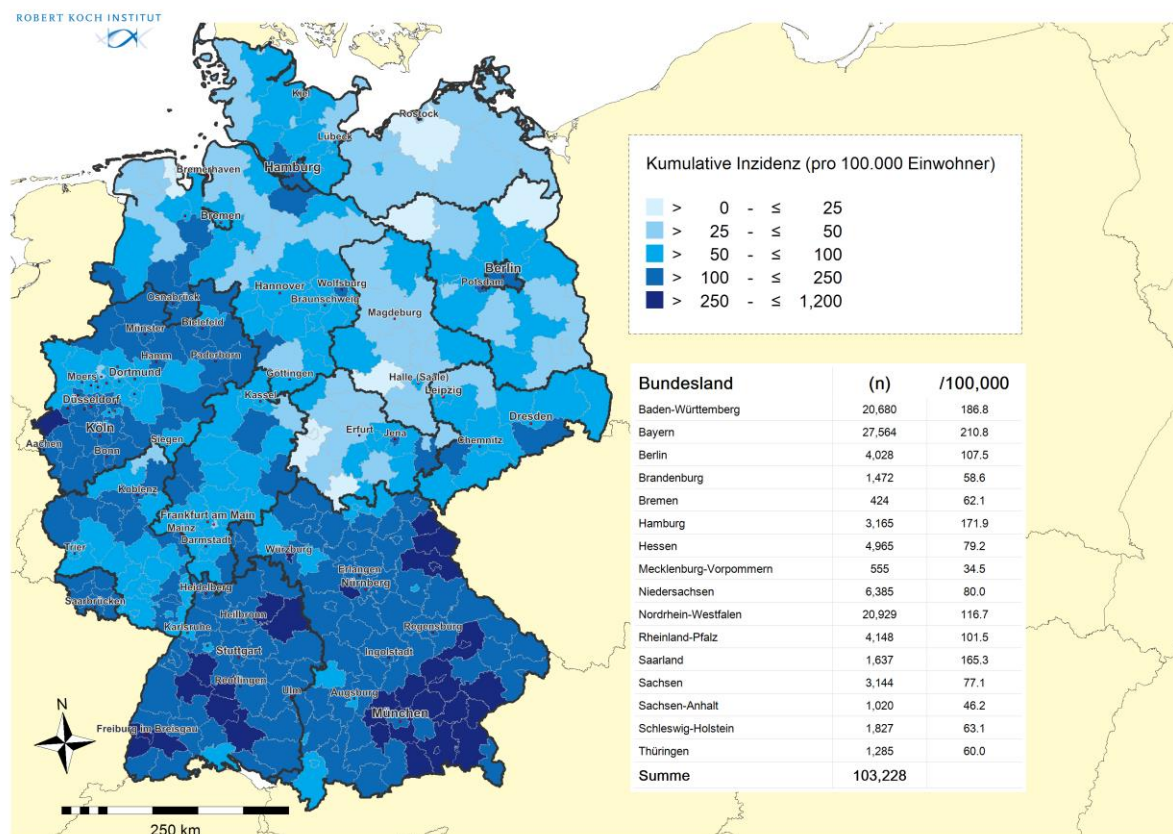 ROBERT KOCH INSTITUT
Kiel
Rostock
Lübeck
Hamburg
Bremerhaven
Bremen
Berlin
Potsdam
Hannover
Wolfsburg
Braunschweig
Osnabrück
Magdeburg
Münster
Bielefeld
Hamm
Paderborn
Göttingen
Halle (Saale)
Leipzig
Moers
Dortmund
Kassel
Düsseldorf
Dresden
Köln
Erfurt
Jena
Chemnitz
Aachen
Siegen
Bonn
Koblenz
Frankfurt am Main
Mainz
Darmstadt
Trier
Würzburg
Erlangen
Nürnberg
Heidelberg
Saarbrücken
Heilbronn
Karlsruhe
Regensburg
Stuttgart
Ingolstadt
Reutlingen
Ulm
Augsburg
München
Freiburg im Breisgau
N
250 km
Kumulative Inzidenz (pro 100.000 Einwohner)
> 0 - ≤ 25
> 25 - ≤ 50
> 50 - ≤ 100
> 100 - ≤ 250
> 250 - ≤ 1,200
Bundesland (n) /100,000
Baden-Württemberg 20,680 186.8
Bayern 27,564 210.8
Berlin 4,028 107.5
Brandenburg 1,472 58.6
Bremen 424 62.1
Hamburg 3,165 171.9
Hessen 4,965 79.2
Mecklenburg-Vorpommern 555 34.5
Niedersachsen 6,385 80.0
Nordrhein-Westfalen 20,929 116.7
Rheinland-Pfalz 4,148 101.5
Saarland 1,637 165.3
Sachsen 3,144 77.1
Sachsen-Anhalt 1,020 46.2
Schleswig-Holstein 1,827 63.1
Thüringen 1,285 60.0
Summe 103,228